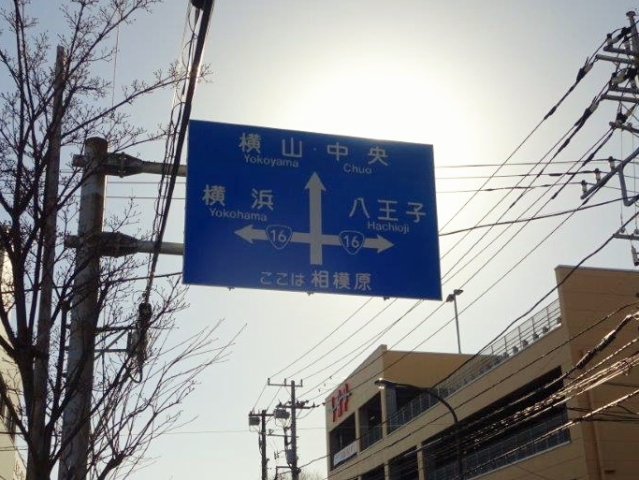 横山・中央
Yokoyama Chuo
横浜 八王子
Yokohama Hachioji
16 16
ここは相模原